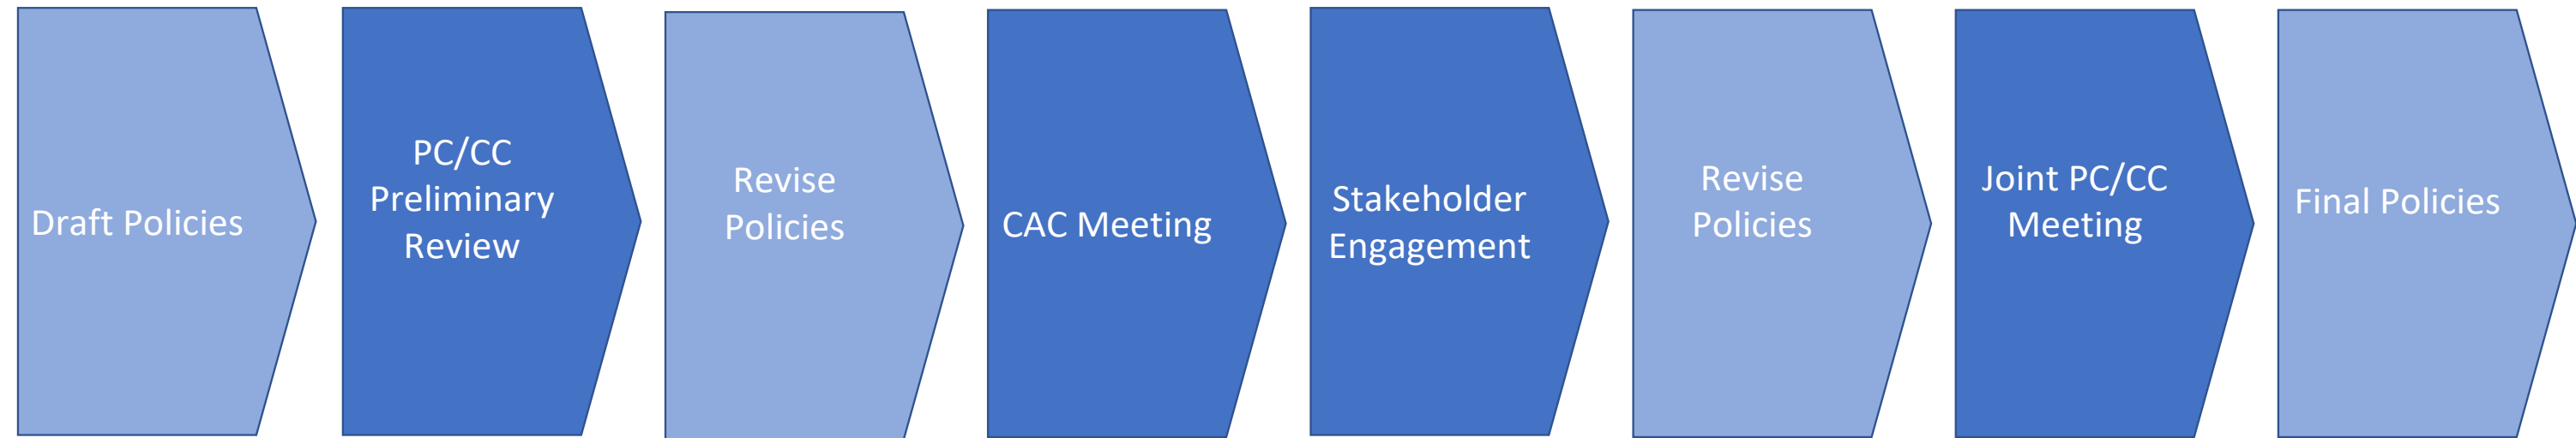 Draft Policies
PC/CC
Preliminary
Review
Revise
Policies
CAC Meeting
Stakeholder
Engagement
Revise
Policies
Joint PC/CC
Meeting
Final Policies